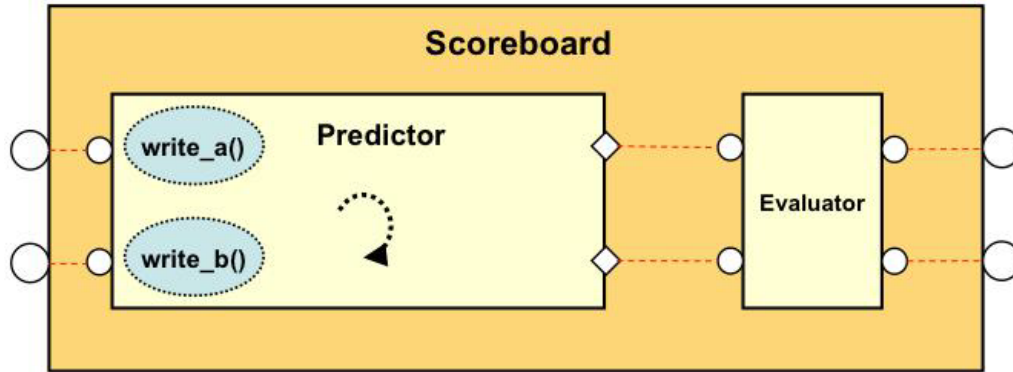 Scoreboard
write_a()
Predictor
write_b()
Evaluator